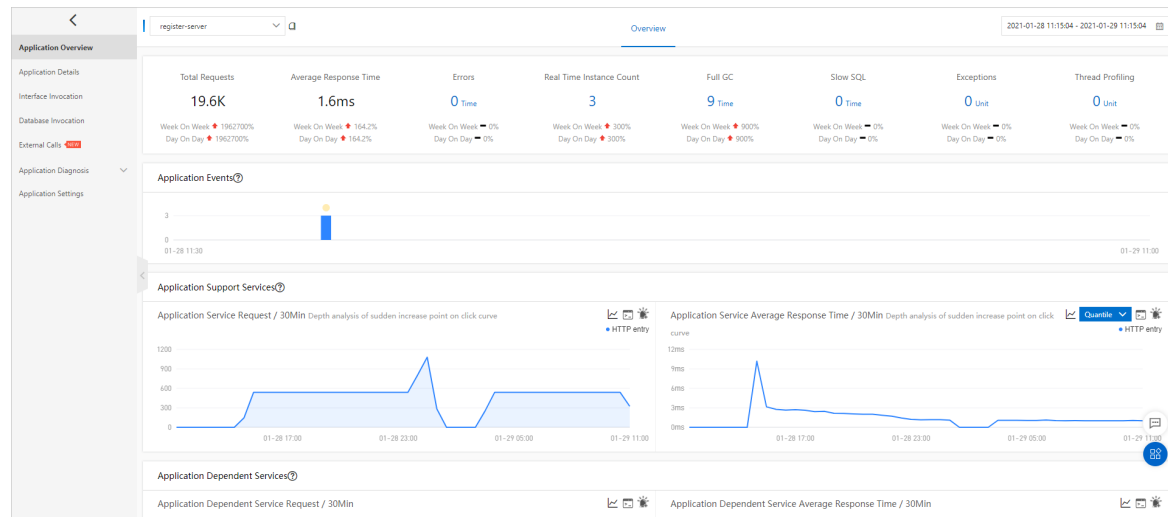 register-server
Overview
2021-01-28 11:15:04 - 2021-01-29 11:15:04
Application Overview
Application Details
Interface Invocation
Database Invocation
External Calls NEW
Application Diagnosis
Application Settings
Total Requests Average Response Time Errors Real Time Instance Count Full GC Slow SQL Exceptions Thread Profiling
19.6K 1.6ms 0 Time 3 9 Time 0 Time 0 Unit 0 Unit
Week On Week 1962700% Week On Week 164.2% Week On Week 0% Week On Week 300% Week On Week 900% Week On Week 0% Week On Week 0% Week On Week 0%
Day On Day 1962700% Day On Day 164.2% Day On Day 0% Day On Day 300% Day On Day 900% Day On Day 0% Day On Day 0% Day On Day 0%
Application Events?
3
0
01-28 11:30 01-29 11:00
Application Support Services?
Application Service Request / 30Min Depth analysis of sudden increase point on click curve
HTTP entry
1200
900
600
300
0
01-28 17:00 01-28 23:00 01-29 05:00 01-29 11:00
Application Service Average Response Time / 30Min Depth analysis of sudden increase point on click
curve
Quantile
HTTP entry
12ms
9ms
6ms
3ms
0ms
01-28 17:00 01-28 23:00 01-29 05:00 01-29 11:00
Application Dependent Services?
Application Dependent Service Request / 30Min
Application Dependent Service Average Response Time / 30Min